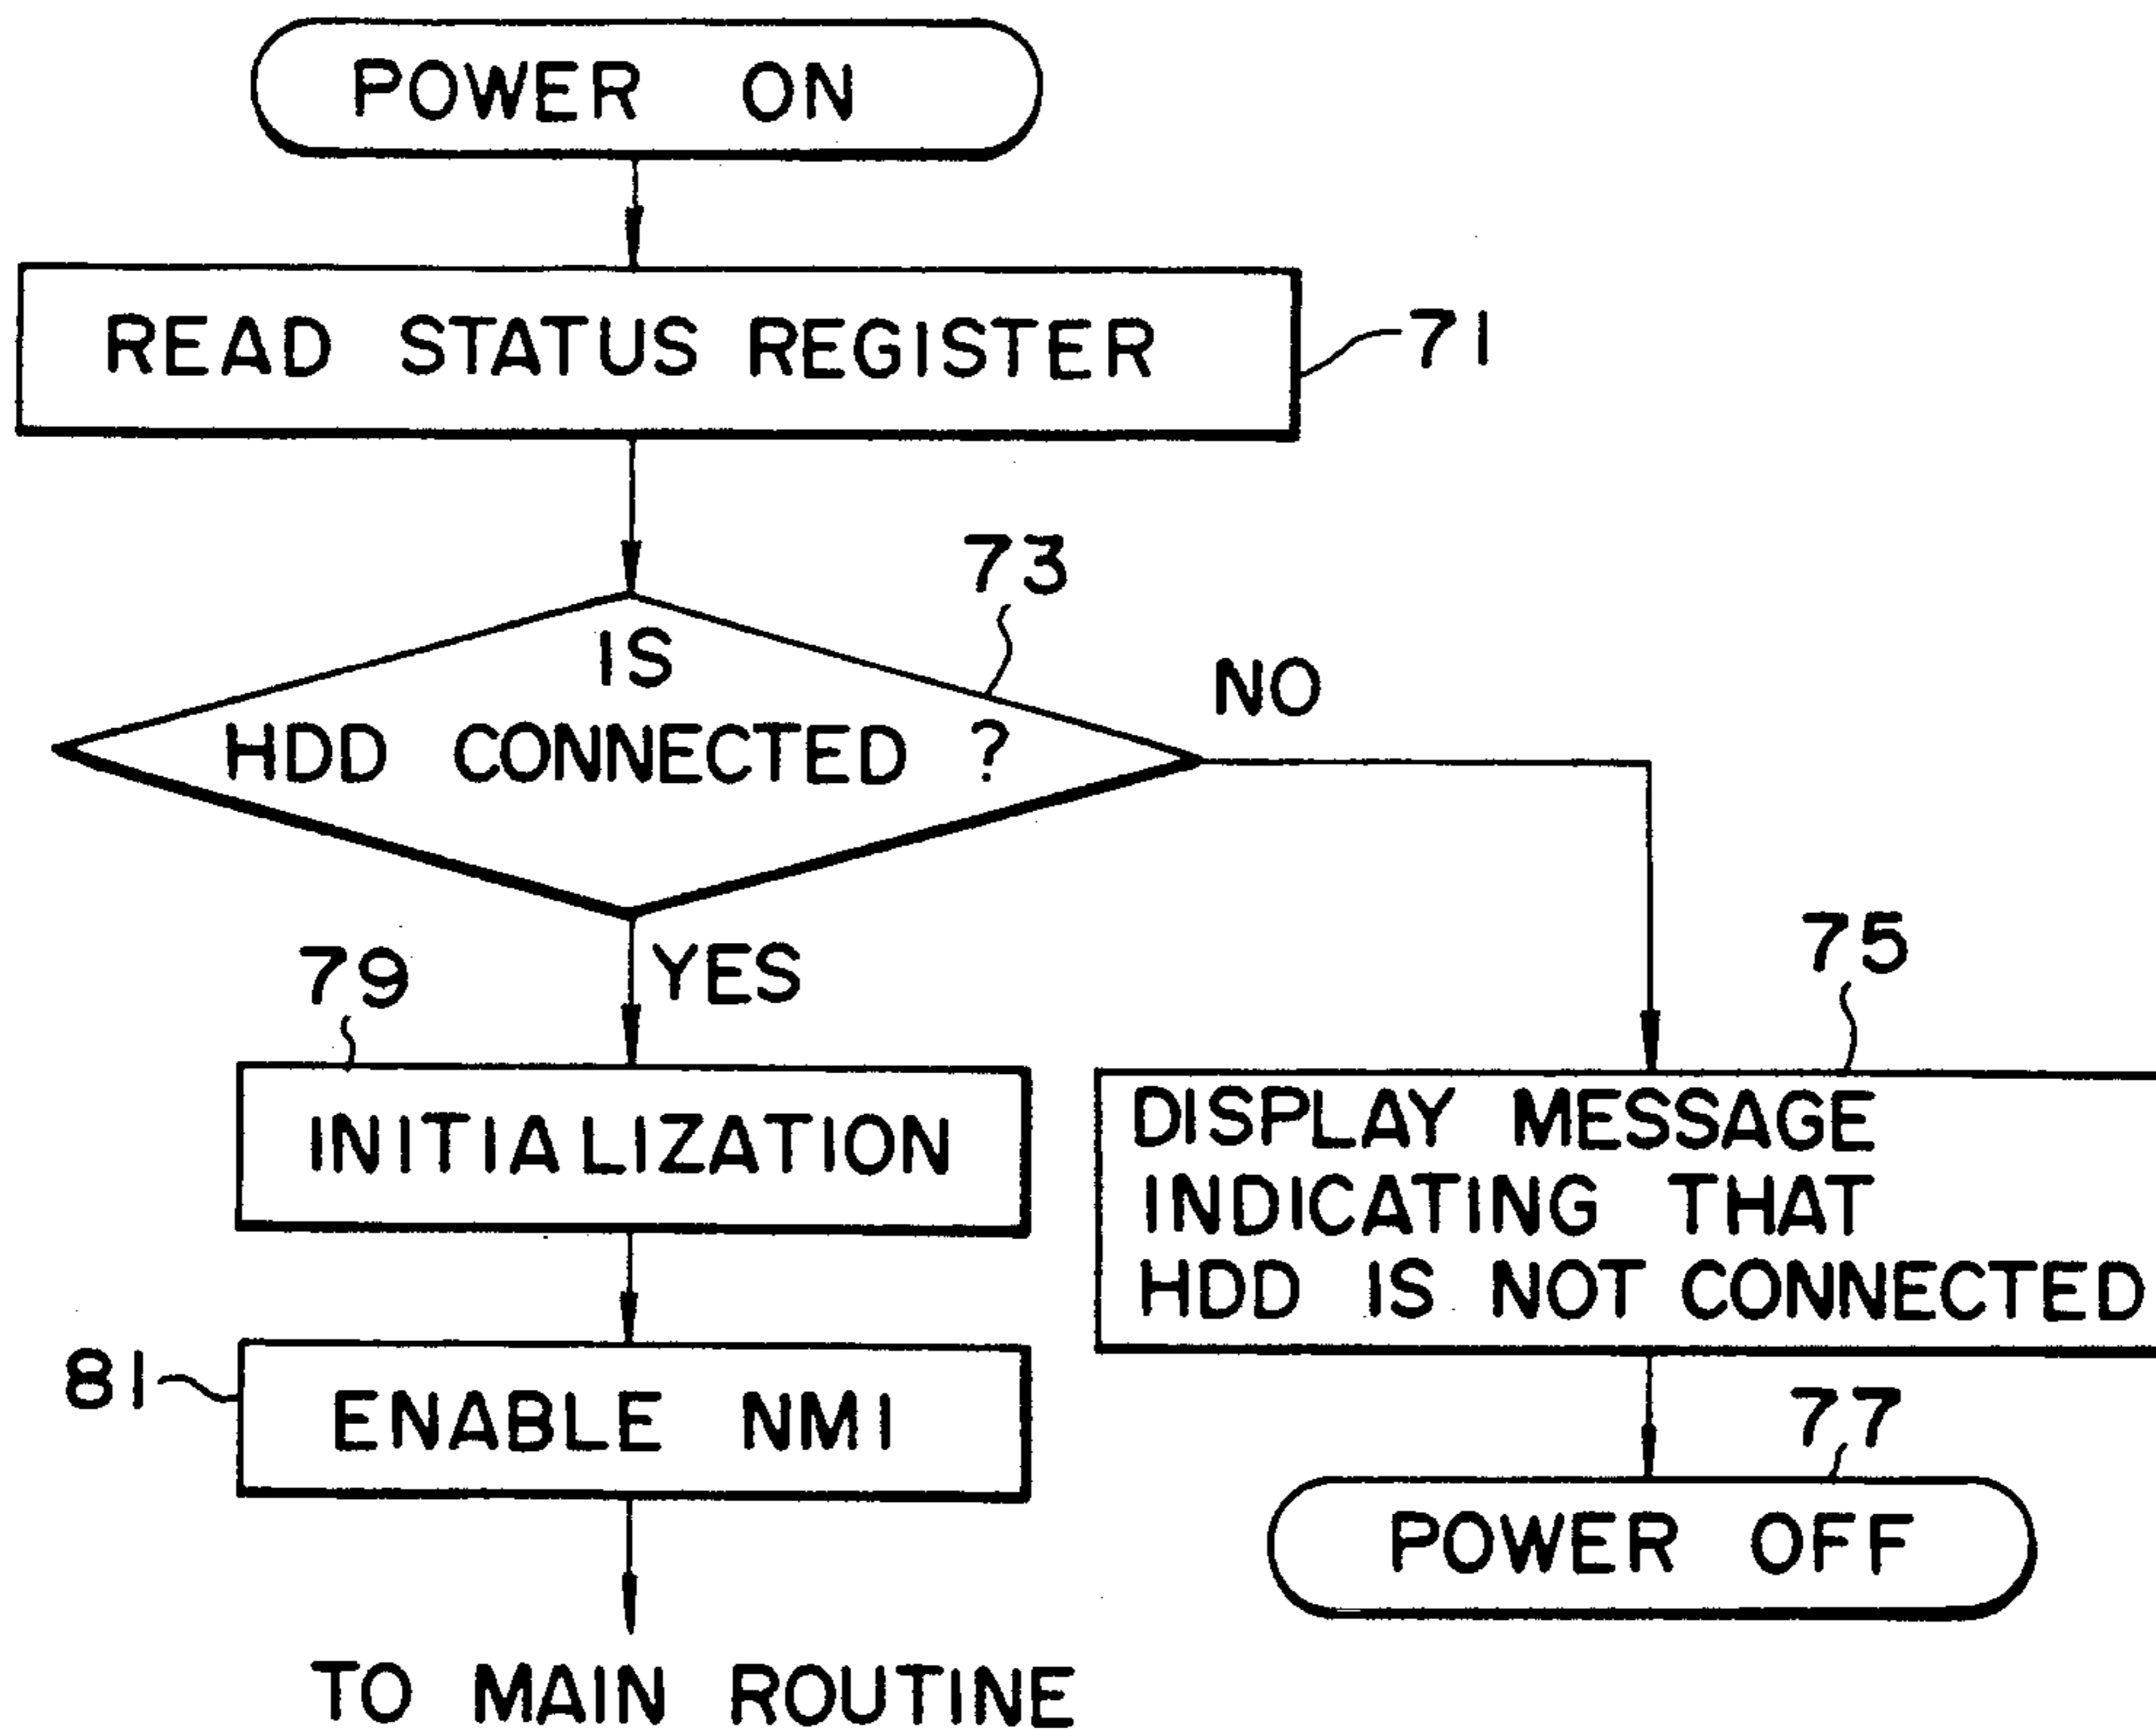 POWER ON
READ STATUS REGISTER
71
73
IS
HDD CONNECTED ?
NO
YES
79
INITIALIZATION
75
DISPLAY MESSAGE
INDICATING THAT
HDD IS NOT CONNECTED
81
ENABLE NMI
77
POWER OFF
TO MAIN ROUTINE